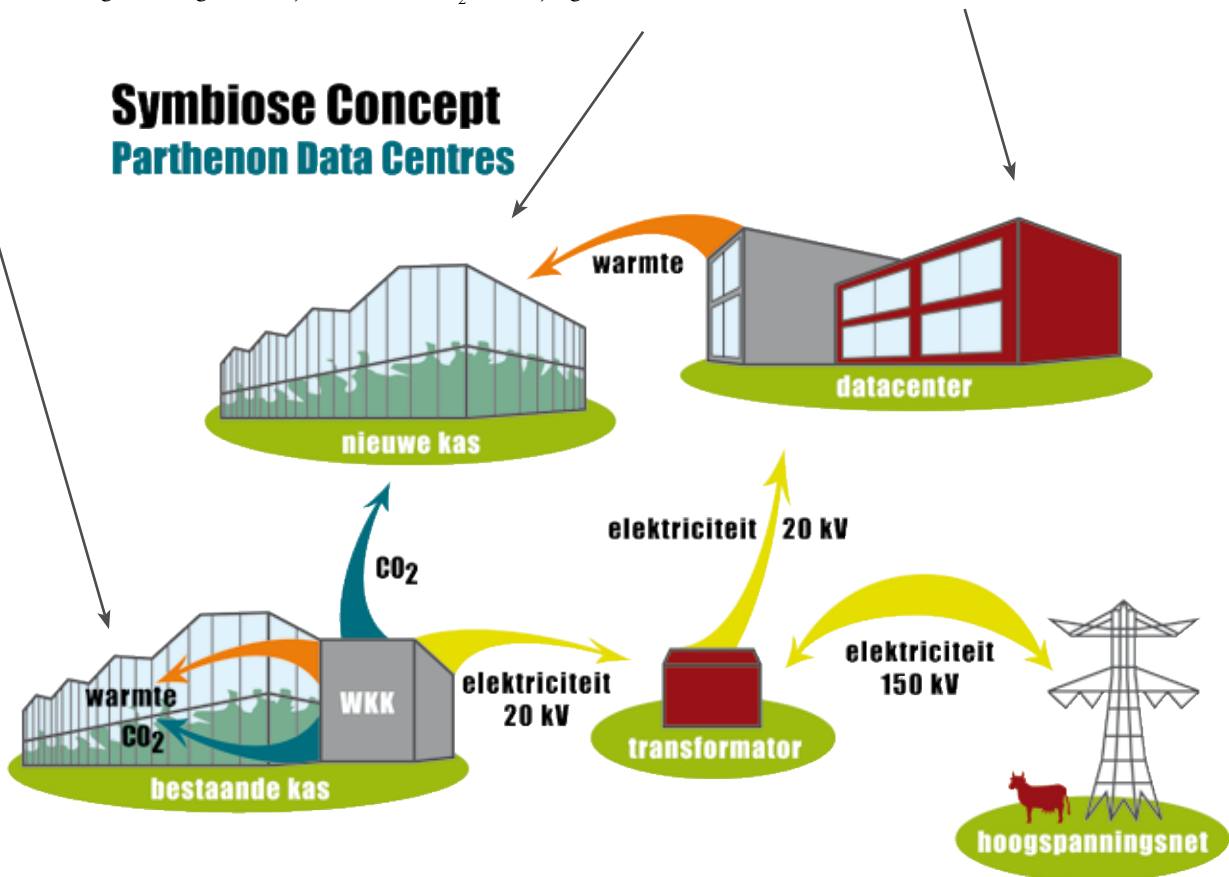 Symbiose Concept
Parthenon Data Centres
warmte
datacenter
nieuwe kas
elektriciteit 20 kV
CO2
elektriciteit
150 kV
warmte
CO2
WKK
elektriciteit
20 kV
transformator
bestaande kas
hoogspanningsnet